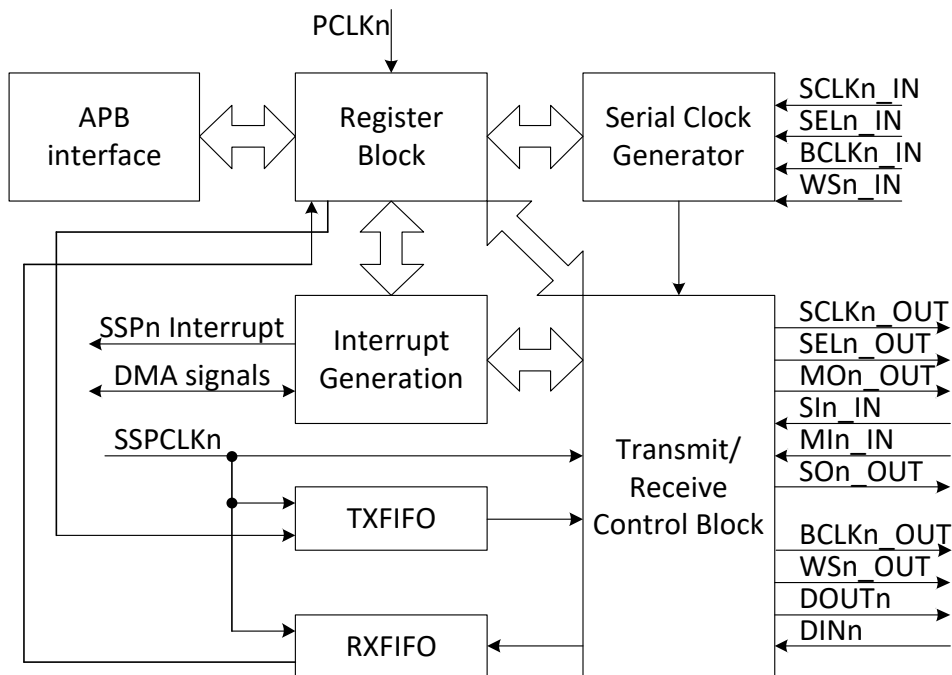 PCLKn
APB
interface
Register
Block
Serial Clock
Generator
SCLKn_IN
SELn_IN
BCLKn_IN
WSn_IN
SSPn Interrupt
DMA signals
Interrupt
Generation
SSPCLKn
TXFIFO
RXFIFO
Transmit/
Receive
Control Block
SCLKn_OUT
SELn_OUT
MOn_OUT
SIn_IN
MIn_IN
SOn_OUT
BCLKn_OUT
WSn_OUT
DOUTn
DINn